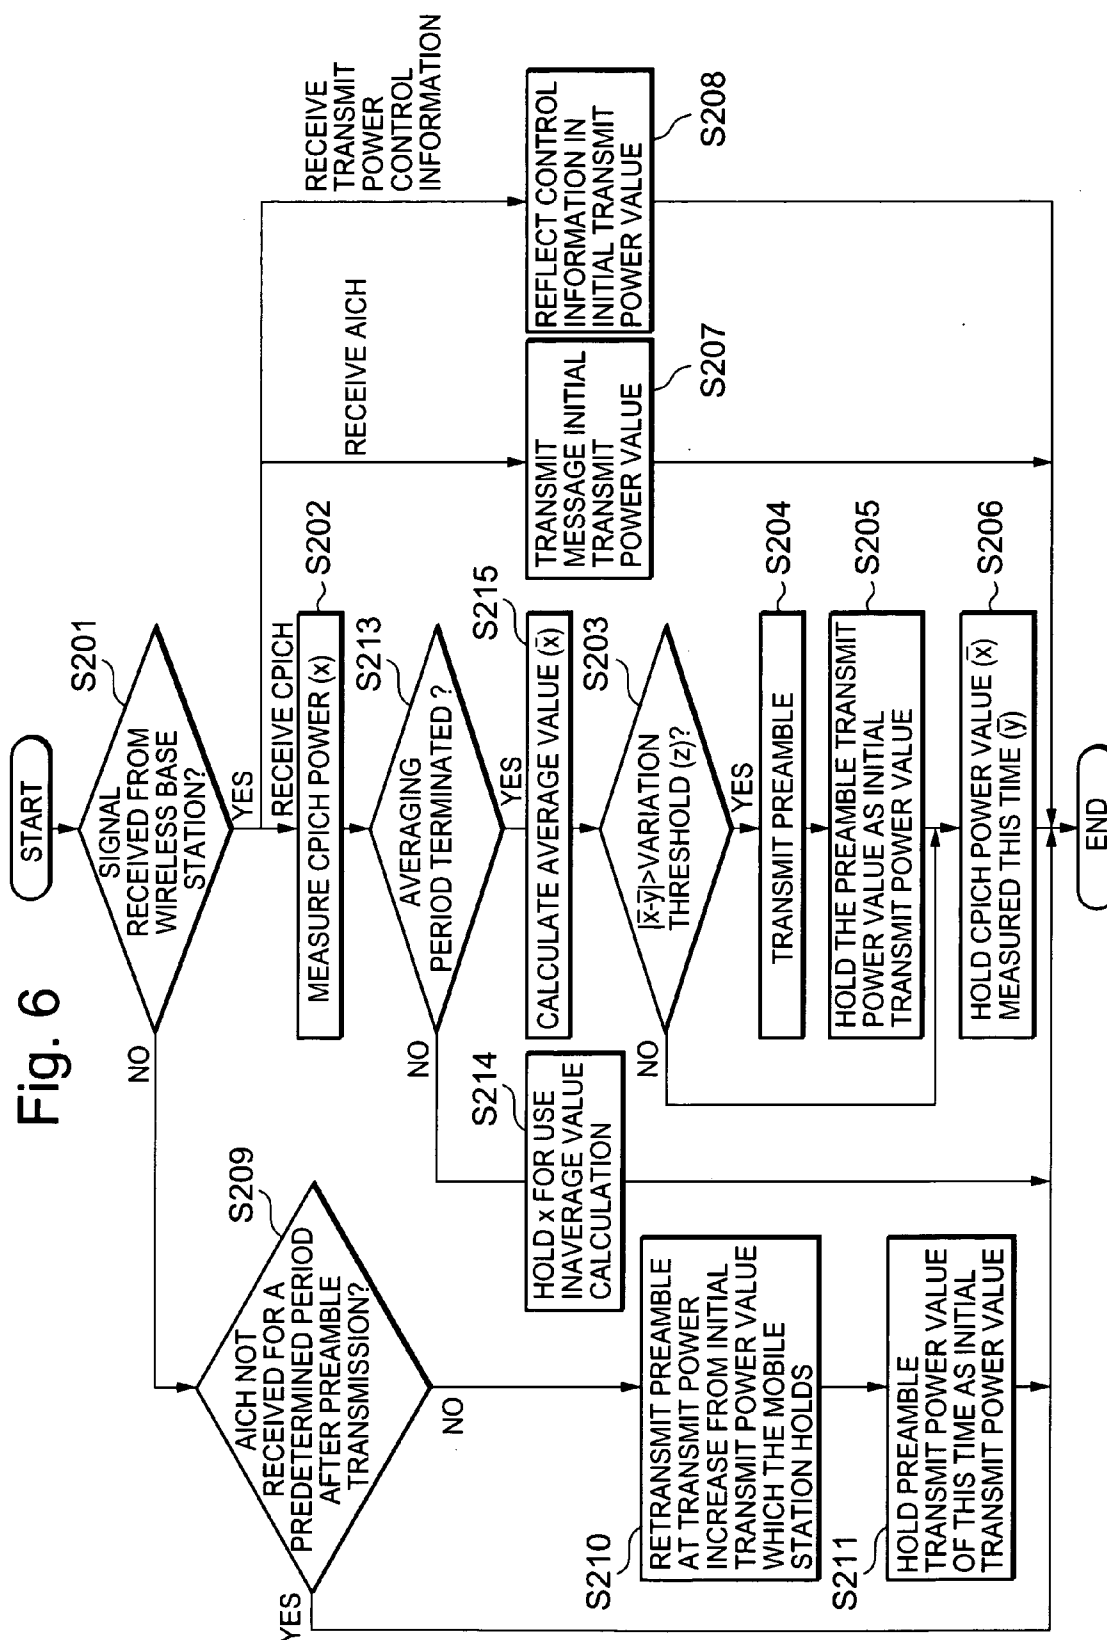 Fig. 6
START
S201
SIGNAL
RECEIVED FROM
WIRELESS BASE
STATION?
YES
NO
RECEIVE CPICH
RECEIVE AICH
RECEIVE
TRANSMIT
POWER
CONTROL
INFORMATION
S202
MEASURE CPICH POWER (x)
S213
AVERAGING
PERIOD TERMINATED ?
YES
NO
S214
HOLD x FOR USE
INAVERAGE VALUE
CALCULATION
S215
CALCULATE AVERAGE VALUE (x̄)
S203
|x̄-ȳ|>VARIATION
THRESHOLD (z)?
YES
NO
S204
TRANSMIT PREAMBLE
S205
HOLD THE PREAMBLE TRANSMIT
POWER VALUE AS INITIAL
TRANSMIT POWER VALUE
S206
HOLD CPICH POWER VALUE (x̄)
MEASURED THIS TIME (ȳ)
TRANSMIT
MESSAGE INITIAL
TRANSMIT
POWER VALUE
S207
REFLECT CONTROL
INFORMATION IN
INITIAL TRANSMIT
POWER VALUE
S208
S209
AICH NOT
RECEIVED FOR A
PREDETERMINED PERIOD
AFTER PREAMBLE
TRANSMISSION?
YES
NO
S210
RETRANSMIT PREAMBLE
AT TRANSMIT POWER
INCREASE FROM INITIAL
TRANSMIT POWER VALUE
WHICH THE MOBILE
STATION HOLDS
S211
HOLD PREAMBLE
TRANSMIT POWER VALUE
OF THIS TIME AS INITIAL
TRANSMIT POWER VALUE
END